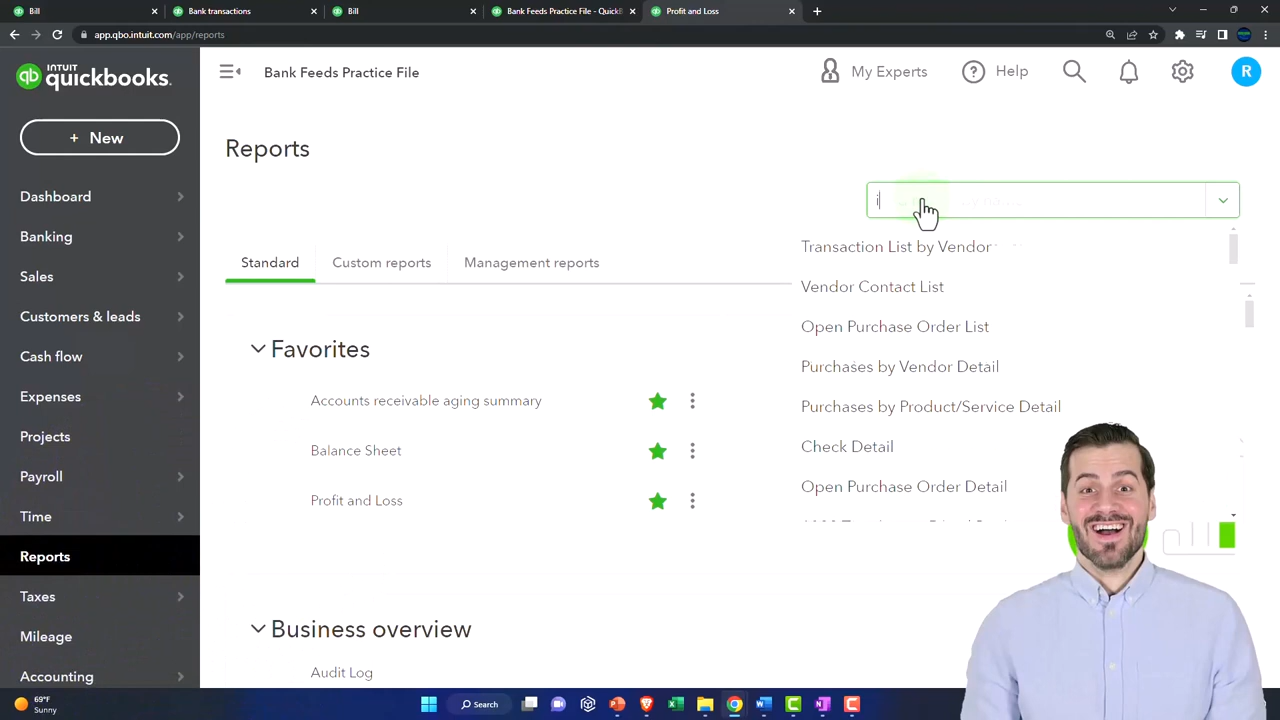 Bill
Bank transactions
Bill
Bank Feeds Practice File - QuickB
Profit and Loss
app.qbo.intuit.com/app/reports
INTUIT
quickbooks.
Bank Feeds Practice File
My Experts
Help
R
+ New
Reports
i
Dashboard
Banking
Sales
Customers & leads
Cash flow
Expenses
Projects
Payroll
Time
Reports
Taxes
Mileage
Accounting
Standard
Custom reports
Management reports
Transaction List by Vendor
Vendor Contact List
Open Purchase Order List
Purchases by Vendor Detail
Purchases by Product/Service Detail
Check Detail
Open Purchase Order Detail
Favorites
Accounts receivable aging summary
Balance Sheet
Profit and Loss
Business overview
Audit Log
69°F
Sunny
Search